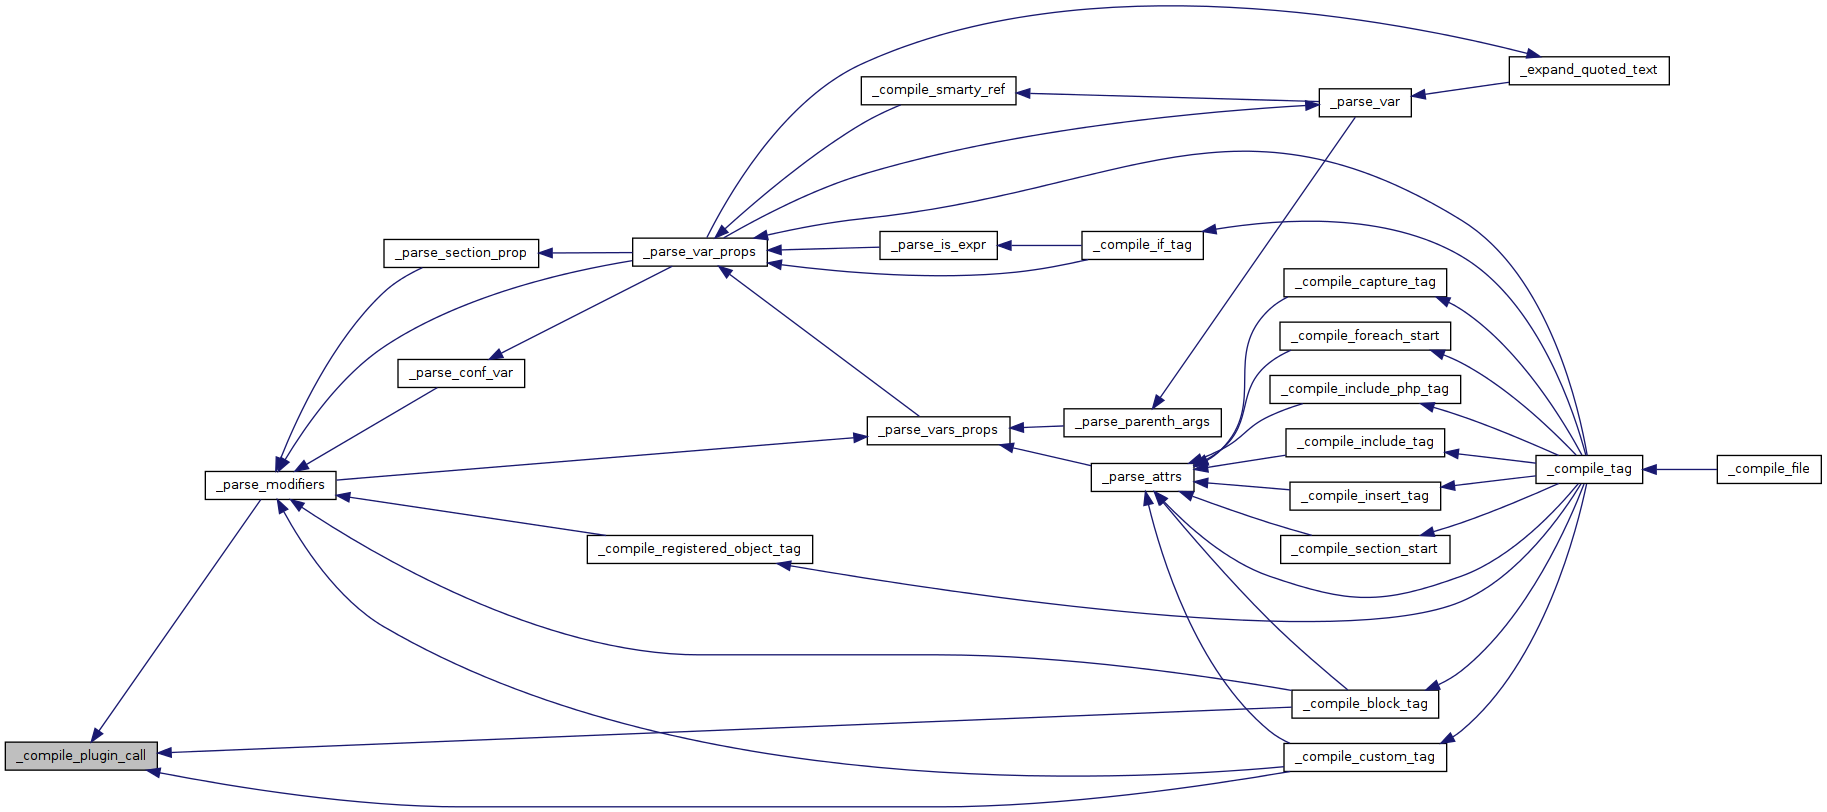 _expand_quoted_text
_compile_smarty_ref
_parse_var
_parse_section_prop
_parse_var_props
_parse_is_expr
_compile_if_tag
_compile_capture_tag
_compile_foreach_start
_parse_conf_var
_compile_include_php_tag
_parse_vars_props
_parse_parenth_args
_compile_include_tag
_parse_modifiers
_parse_attrs
_compile_tag
_compile_file
_compile_insert_tag
_compile_registered_object_tag
_compile_section_start
_compile_block_tag
_compile_plugin_call
_compile_custom_tag